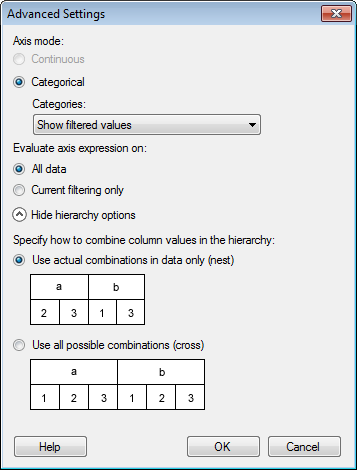 Advanced Settings
Axis mode:
Continuous
Categorical
Categories:
Show filtered values
Evaluate axis expression on:
All data
Current filtering only
Hide hierarchy options
Specify how to combine column values in the hierarchy:
Use actual combinations in data only (nest)
a b
2 3 1 3
Use all possible combinations (cross)
a b
1 2 3 1 2 3
Help OK Cancel